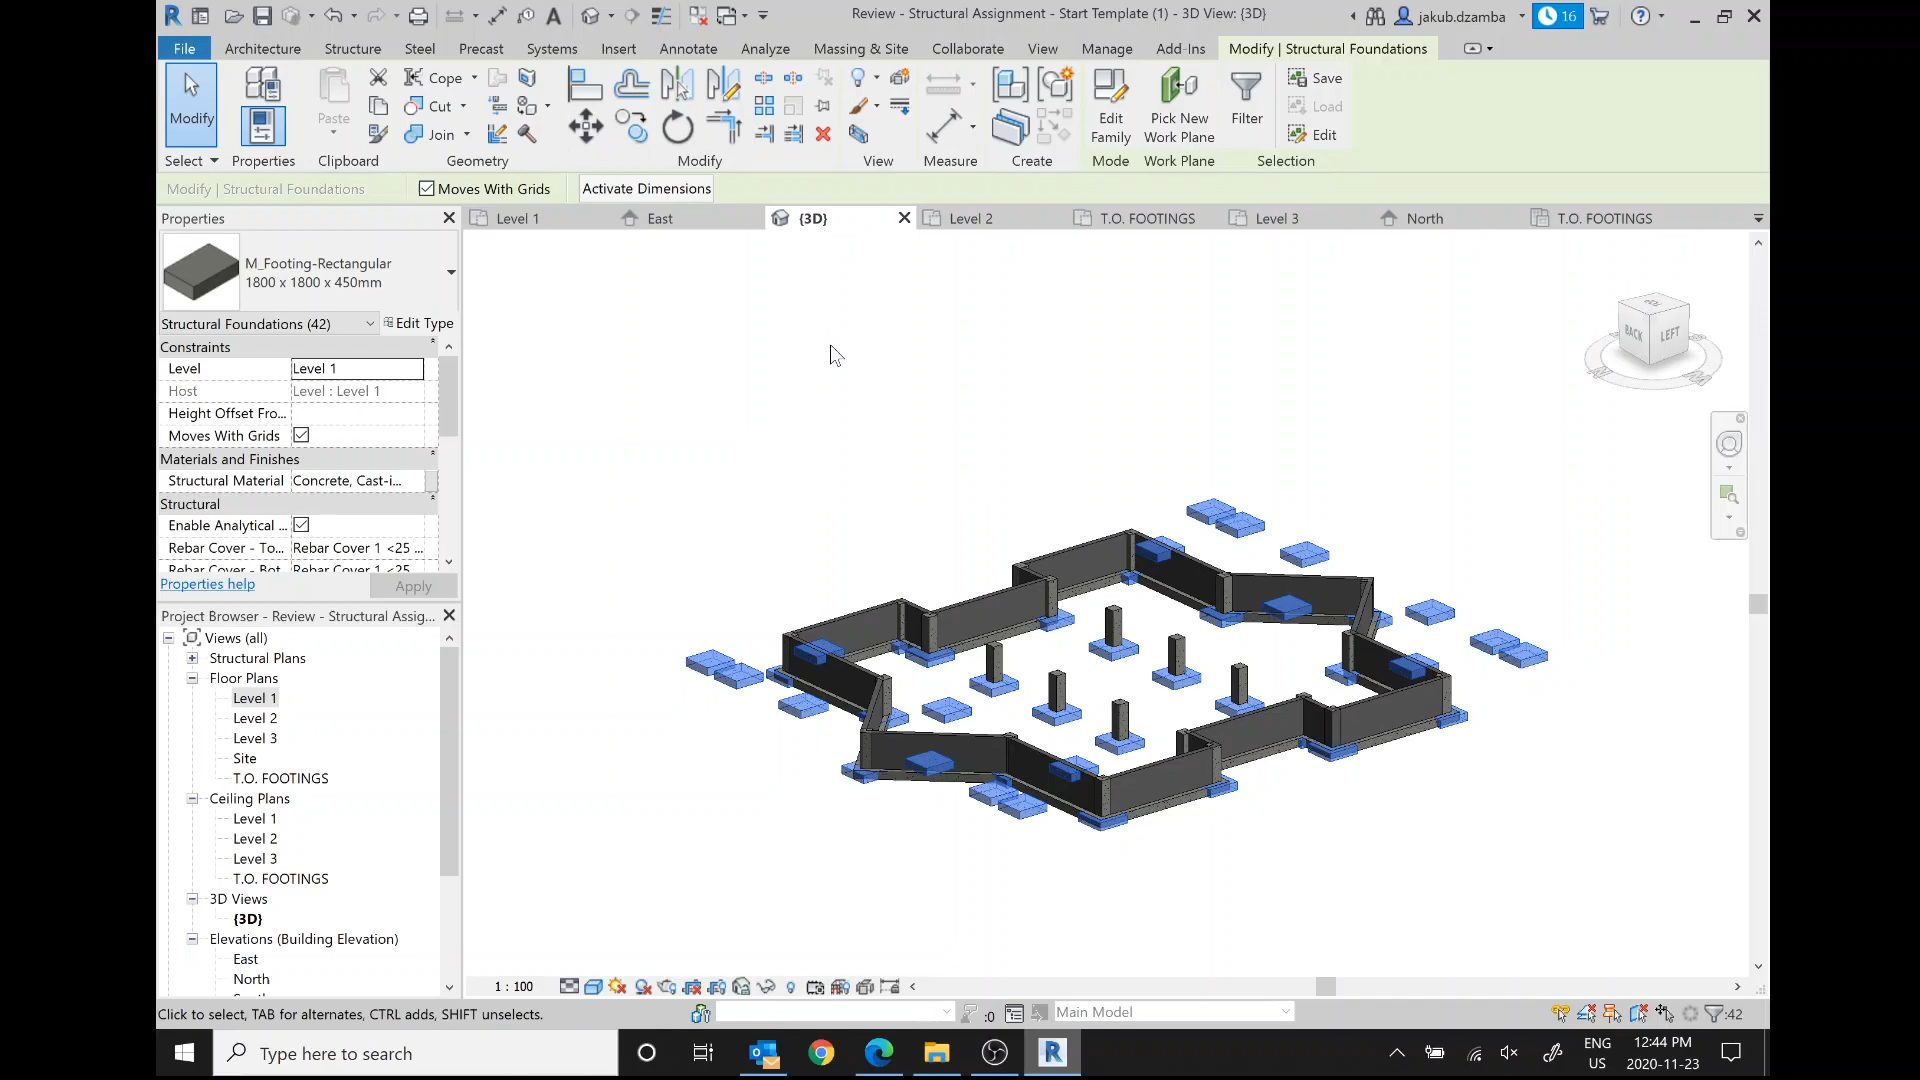 Review - Structural Assignment - Start Template (1) - 3D View: {3D}
jakub.dzamba
16
File Architecture Structure Steel Precast Systems Insert Annotate Analyze Massing & Site Collaborate View Manage Add-Ins Modify | Structural Foundations
Modify
Paste
Cope
Cut
Join
Edit Family
Pick New Work Plane
Filter
Save
Load
Edit
Select Properties Clipboard Geometry Modify View Measure Create Mode Work Plane Selection
Modify | Structural Foundations Moves With Grids Activate Dimensions
Properties
Level 1 East {3D} Level 2 T.O. FOOTINGS Level 3 North T.O. FOOTINGS
M_Footing-Rectangular
1800 x 1800 x 450mm
Structural Foundations (42) Edit Type
Constraints
Level Level 1
Host Level : Level 1
Height Offset Fro...
Moves With Grids
Materials and Finishes
Structural Material Concrete, Cast-i...
Structural
Enable Analytical ...
Rebar Cover - To... Rebar Cover 1 <25 ...
Rebar Cover - Bot Rebar Cover 1 <25
Properties help Apply
Project Browser - Review - Structural Assig...
Views (all)
Structural Plans
Floor Plans
Level 1
Level 2
Level 3
Site
T.O. FOOTINGS
Ceiling Plans
Level 1
Level 2
Level 3
T.O. FOOTINGS
3D Views
{3D}
Elevations (Building Elevation)
East
North
BACK LEFT
TOP
1 : 100
Click to select, TAB for alternates, CTRL adds, SHIFT unselects.
:0
Main Model
:42
Type here to search
ENG
US
12:44 PM
2020-11-23